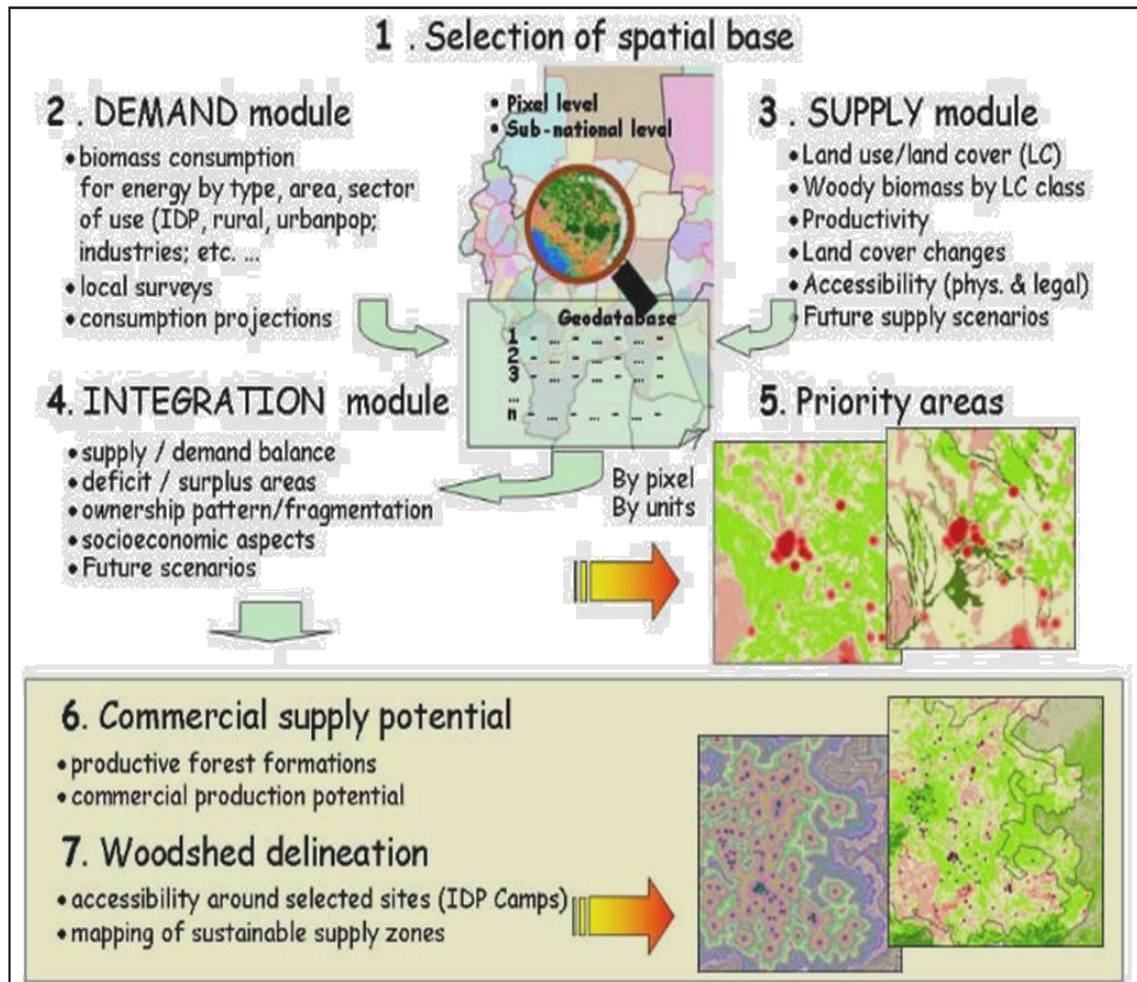 1 . Selection of spatial base
• Pixel level
• Sub-national level
2 . DEMAND module
• biomass consumption
for energy by type, area, sector
of use (IDP, rural, urbanpop;
industries; etc. ...
• local surveys
• consumption projections
3 . SUPPLY module
• Land use/land cover (LC)
• Woody biomass by LC class
• Productivity
• Land cover changes
• Accessibility (phys. & legal)
• Future supply scenarios
Geodatabase
1 - ... - ... - ... -
2 - ... - ... - ... -
3 - ... - ... - ... -
...
n - ... - ... - ... -
4. INTEGRATION module
• supply / demand balance
• deficit / surplus areas
• ownership pattern/fragmentation
• socioeconomic aspects
• Future scenarios
By pixel
By units
5. Priority areas
6. Commercial supply potential
• productive forest formations
• commercial production potential
7. Woodshed delineation
• accessibility around selected sites (IDP Camps)
• mapping of sustainable supply zones